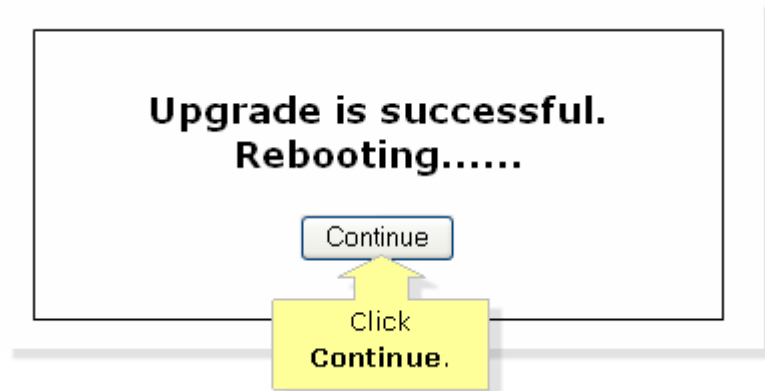 Upgrade is successful.
Rebooting......
Continue
Click
Continue.